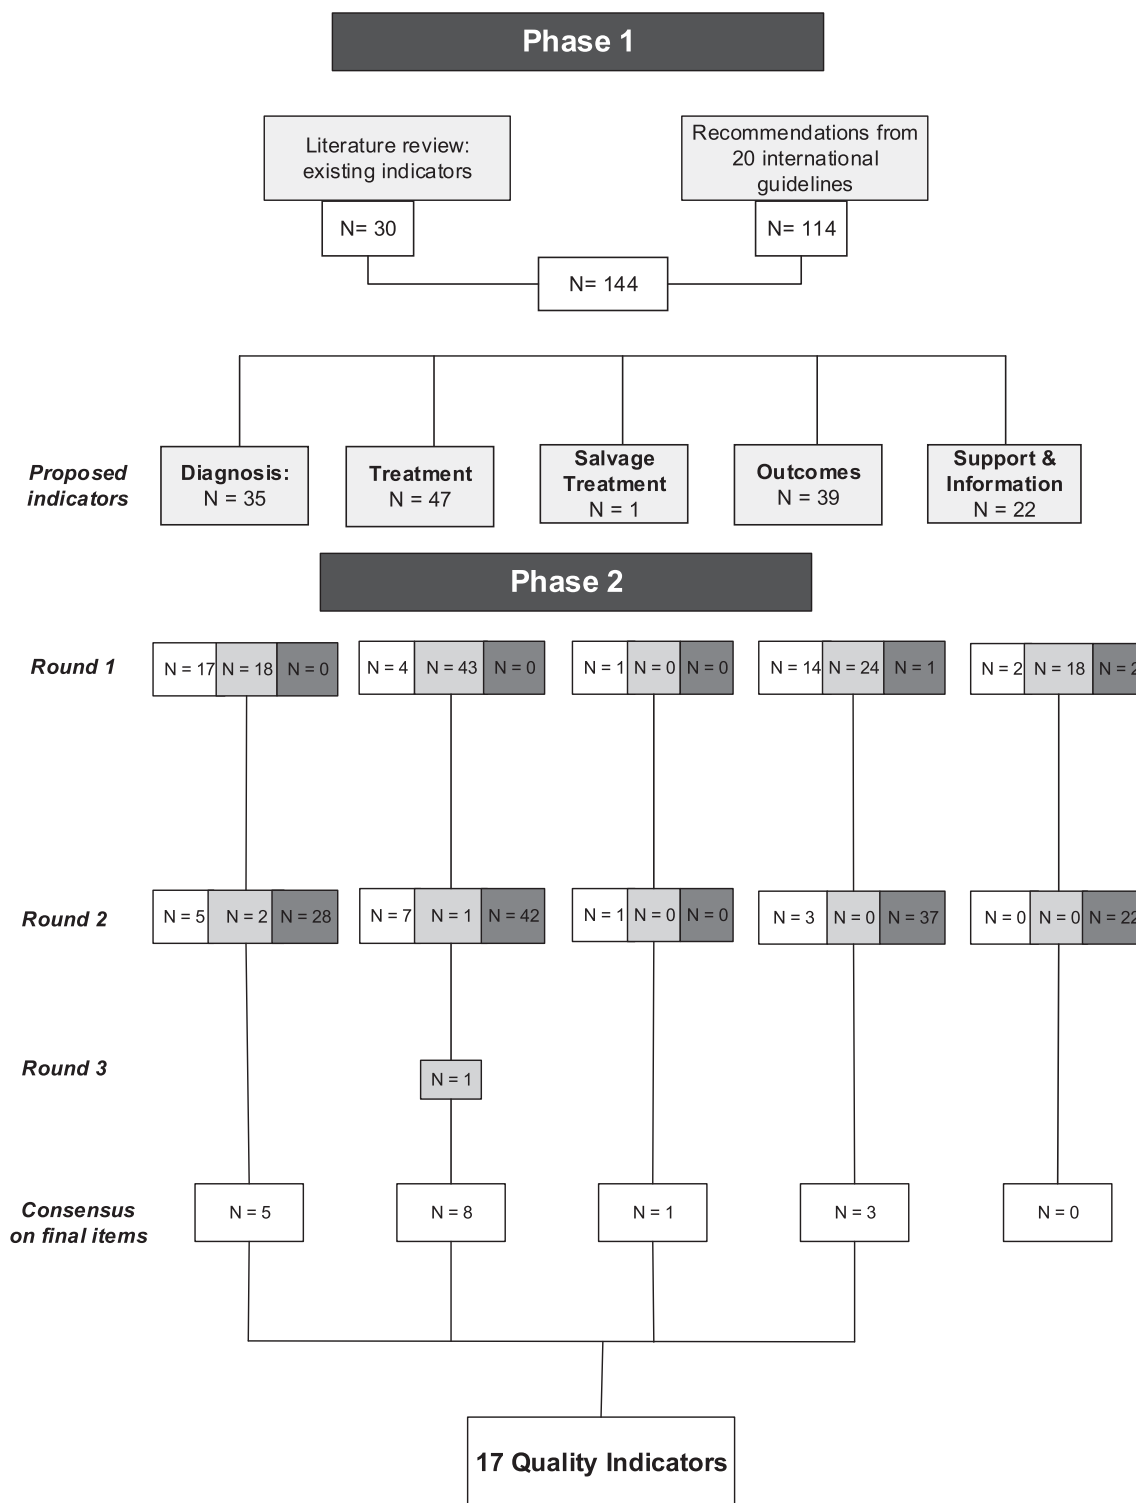 Phase 1
Literature review:
existing indicators
Recommendations from
20 international
guidelines
N= 30
N= 114
N= 144
Proposed
indicators
Diagnosis:
N = 35
Treatment
N = 47
Salvage
Treatment
N = 1
Outcomes
N = 39
Support &
Information
N = 22
Phase 2
Round 1
N = 17 N = 18 N = 0
N = 4 N = 43 N = 0
N = 1 N = 0 N = 0
N = 14 N = 24 N = 1
N = 2 N = 18 N = 2
Round 2
N = 5 N = 2 N = 28
N = 7 N = 1 N = 42
N = 1 N = 0 N = 0
N = 3 N = 0 N = 37
N = 0 N = 0 N = 22
Round 3
N = 1
Consensus
on final items
N = 5
N = 8
N = 1
N = 3
N = 0
17 Quality Indicators